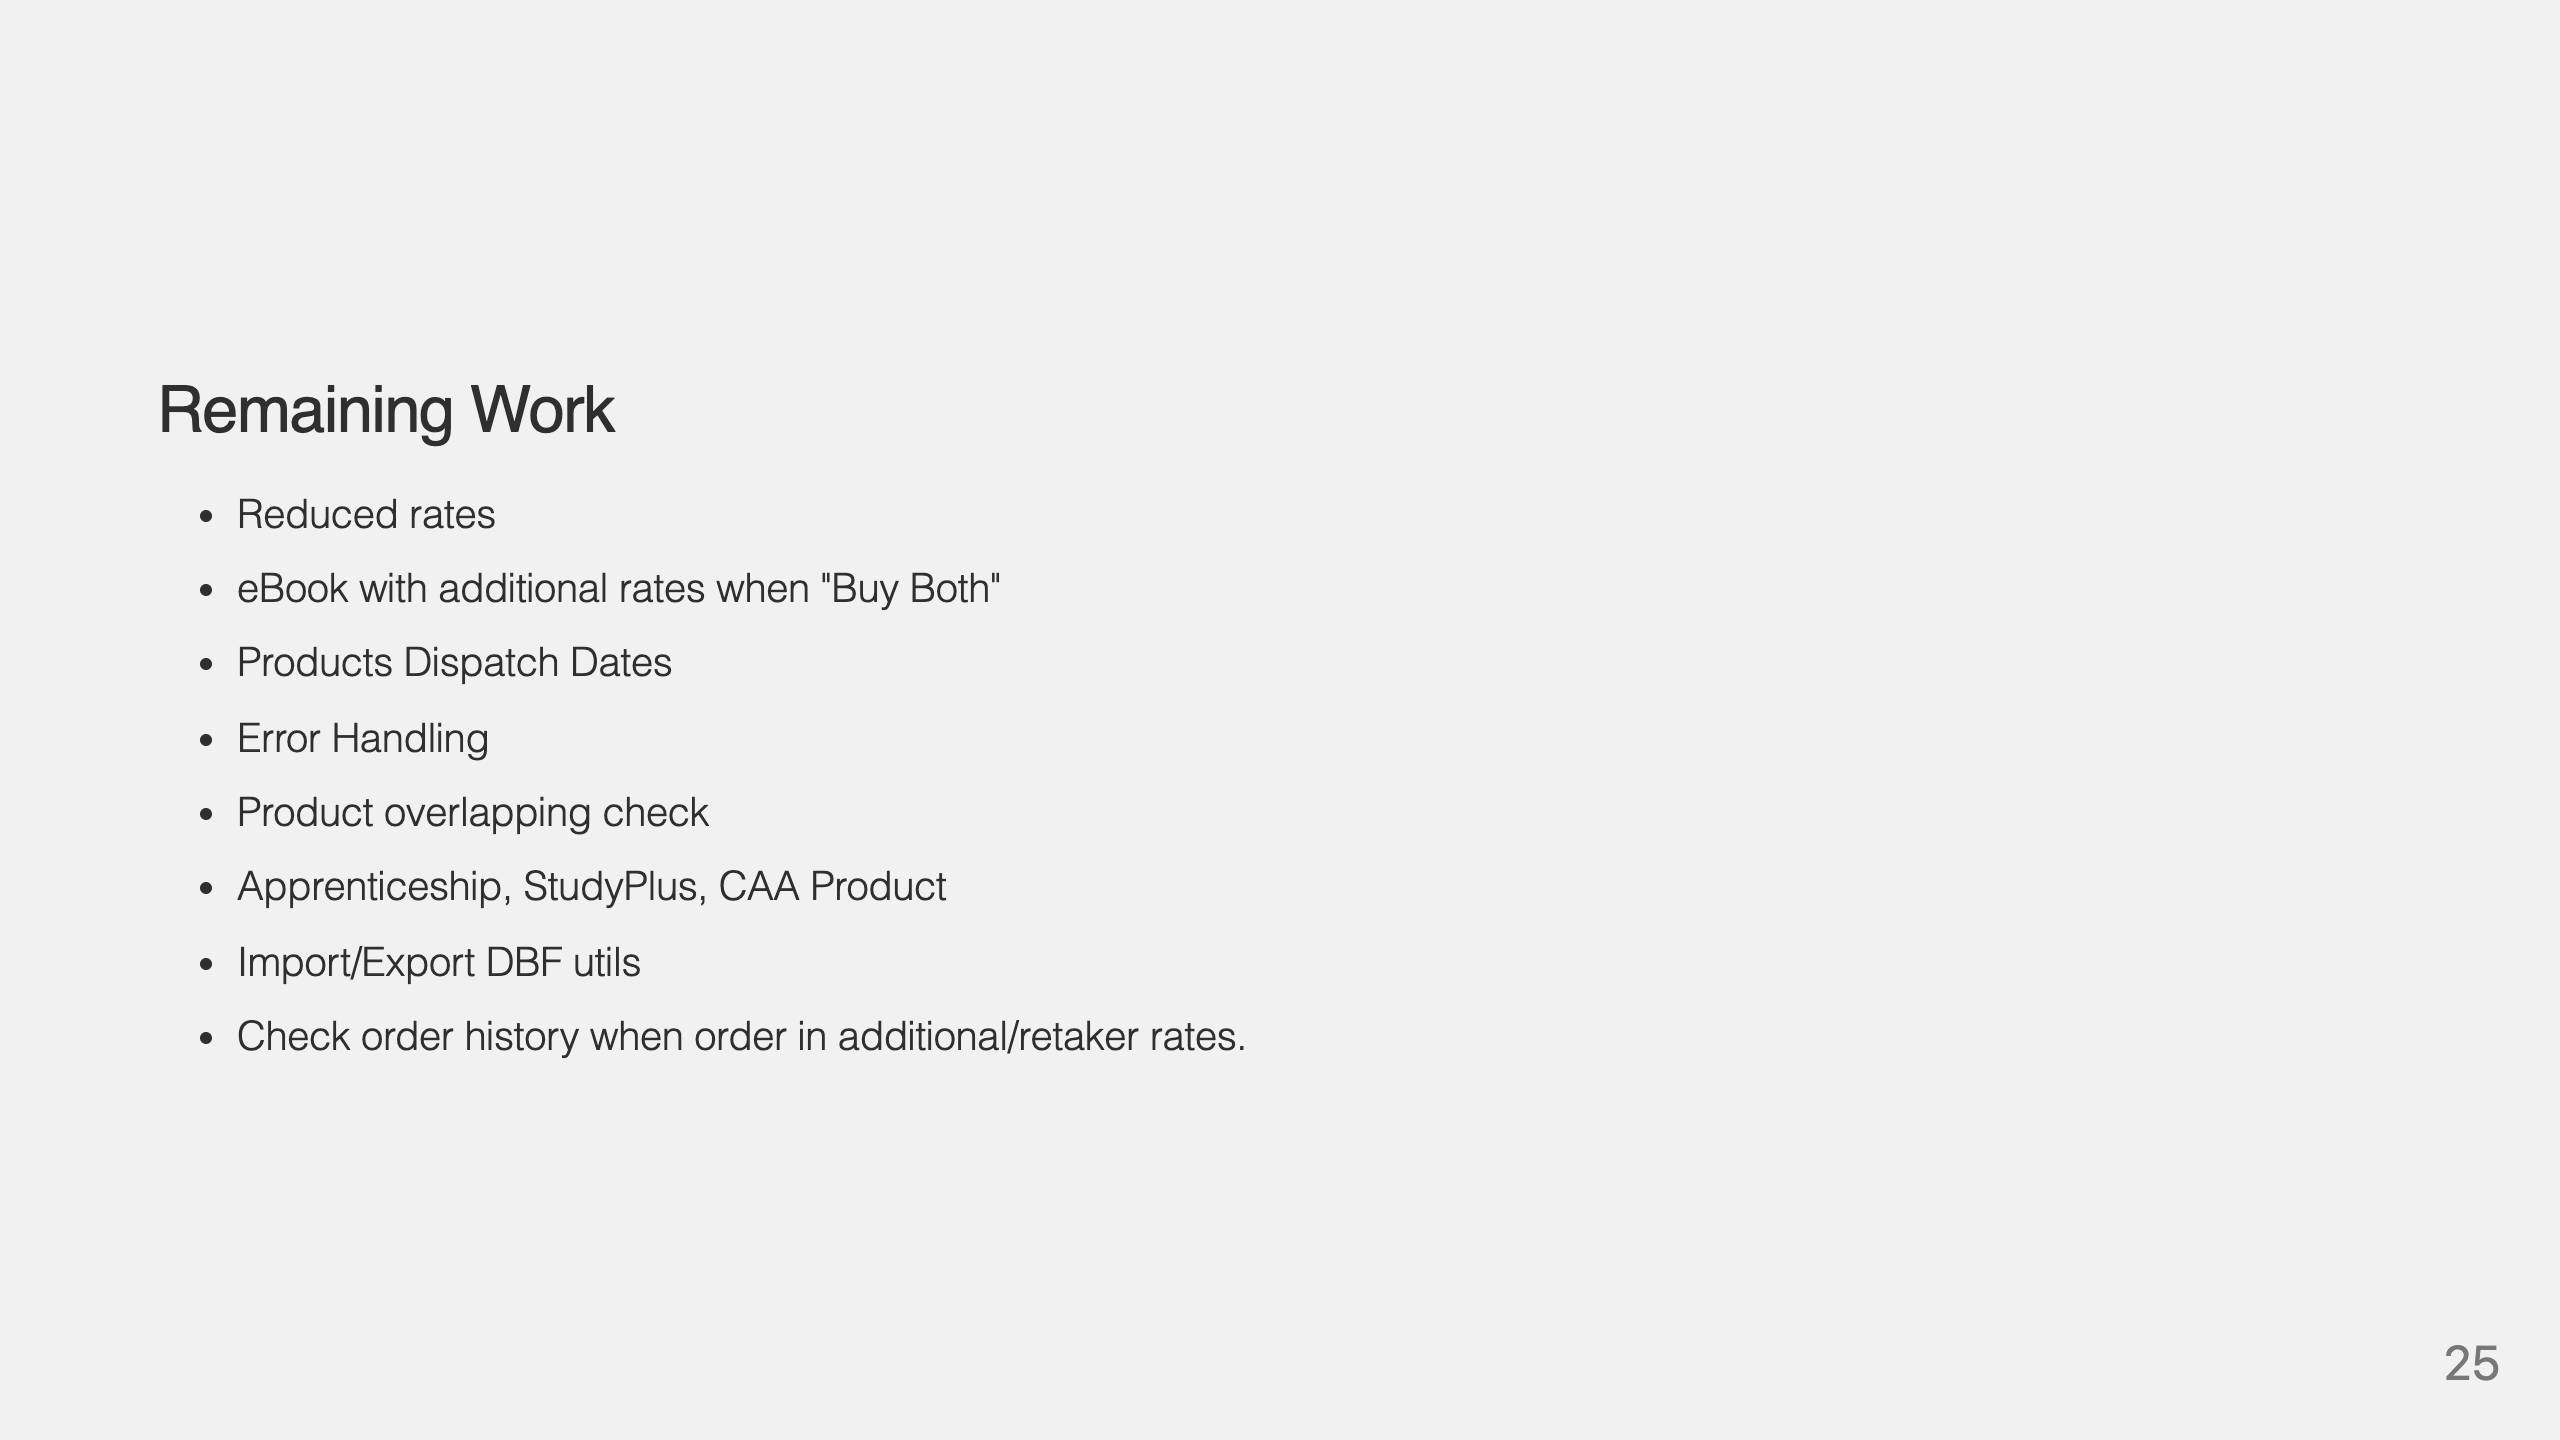 Remaining Work
• Reduced rates
• eBook with additional rates when "Buy Both"
• Products Dispatch Dates
• Error Handling
• Product overlapping check
• Apprenticeship, StudyPlus, CAA Product
• Import/Export DBF utils
• Check order history when order in additional/retaker rates.
25